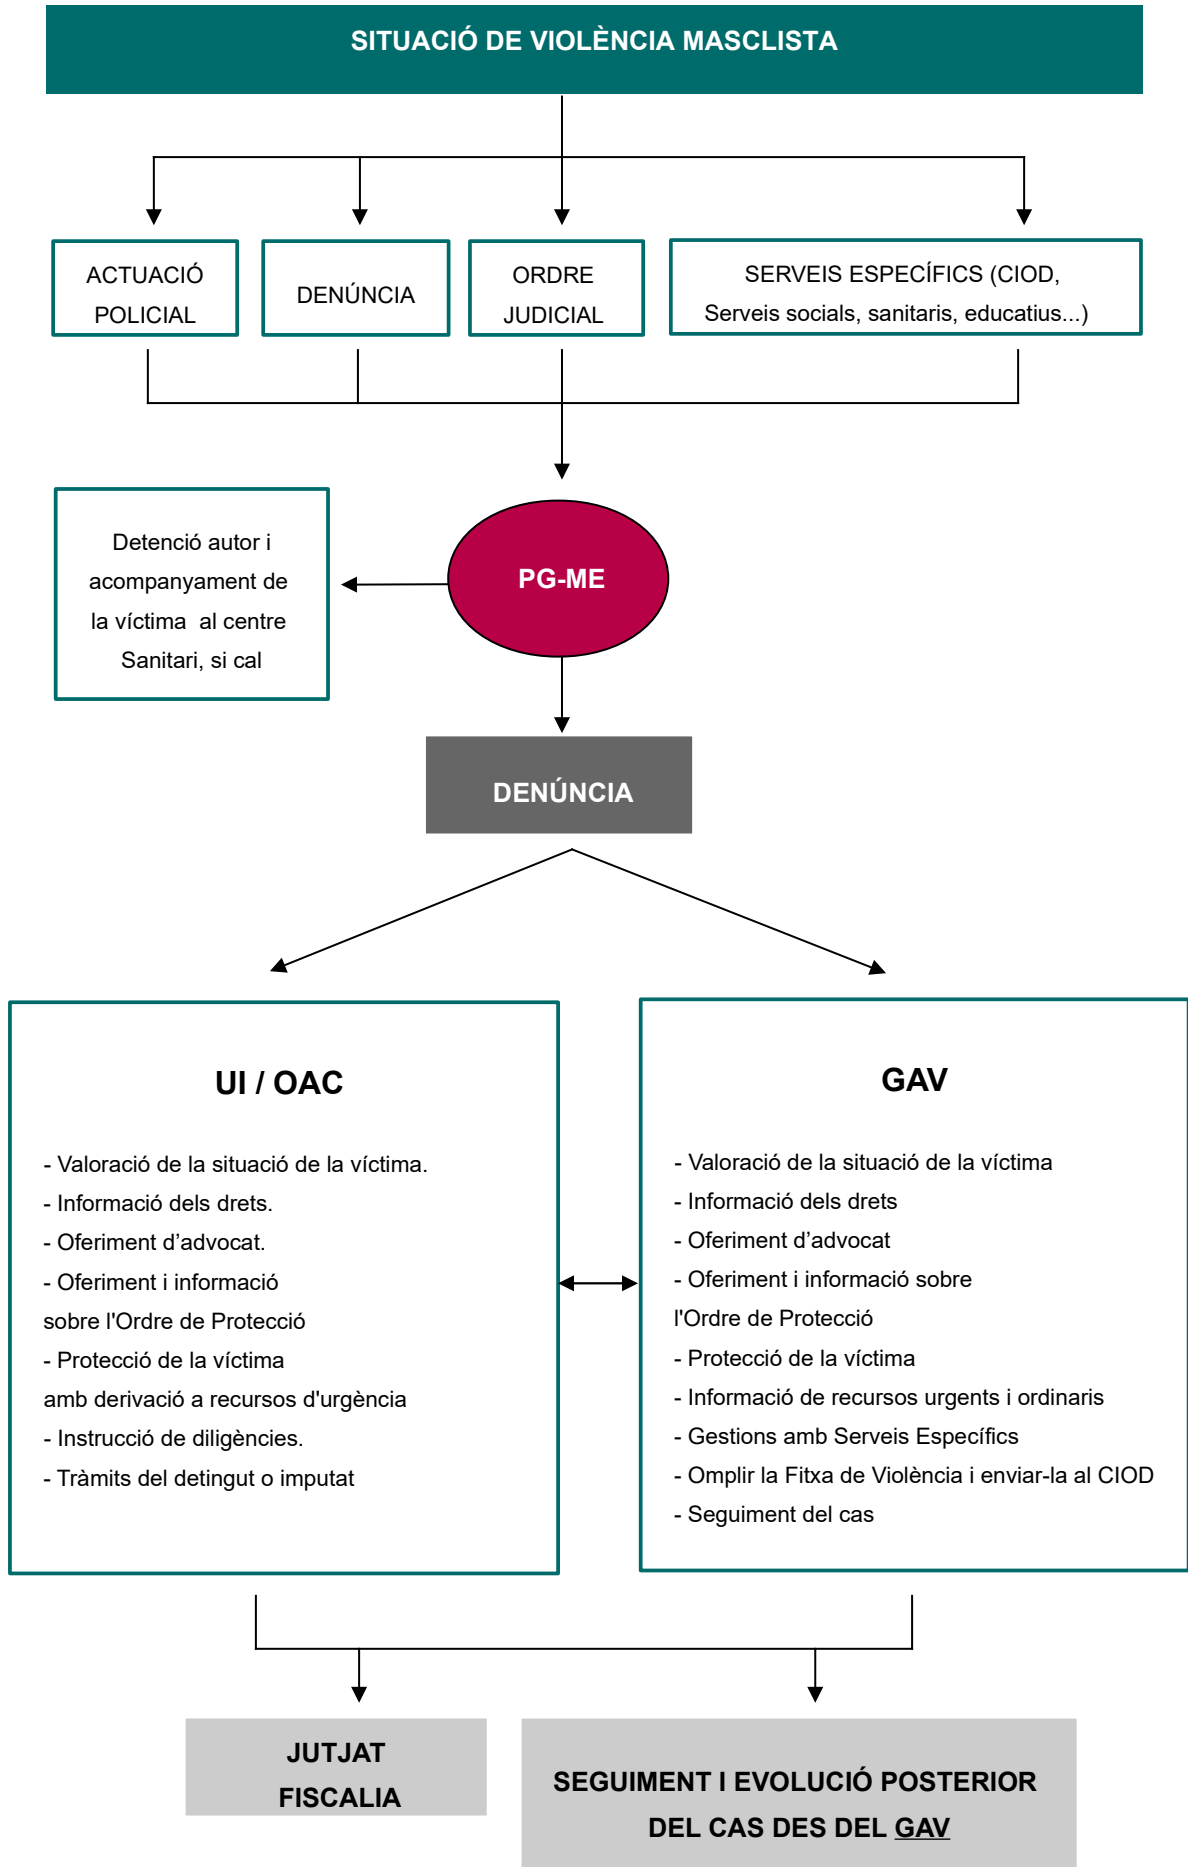 SITUACIÓ DE VIOLÈNCIA MASCLISTA
ACTUACIÓ
POLICIAL
DENÚNCIA
ORDRE
JUDICIAL
SERVEIS ESPECÍFICS (CIOD,
Serveis socials, sanitaris, educatius...)
Detenció autor i
acompanyament de
la víctima al centre
Sanitari, si cal
PG-ME
DENÚNCIA
UI / OAC
- Valoració de la situació de la víctima.
- Informació dels drets.
- Oferiment d’advocat.
- Oferiment i informació
sobre l'Ordre de Protecció
- Protecció de la víctima
amb derivació a recursos d'urgència
- Instrucció de diligències.
- Tràmits del detingut o imputat
GAV
- Valoració de la situació de la víctima
- Informació dels drets
- Oferiment d’advocat
- Oferiment i informació sobre
l'Ordre de Protecció
- Protecció de la víctima
- Informació de recursos urgents i ordinaris
- Gestions amb Serveis Específics
- Omplir la Fitxa de Violència i enviar-la al CIOD
- Seguiment del cas
JUTJAT
FISCALIA
SEGUIMENT I EVOLUCIÓ POSTERIOR
DEL CAS DES DEL GAV